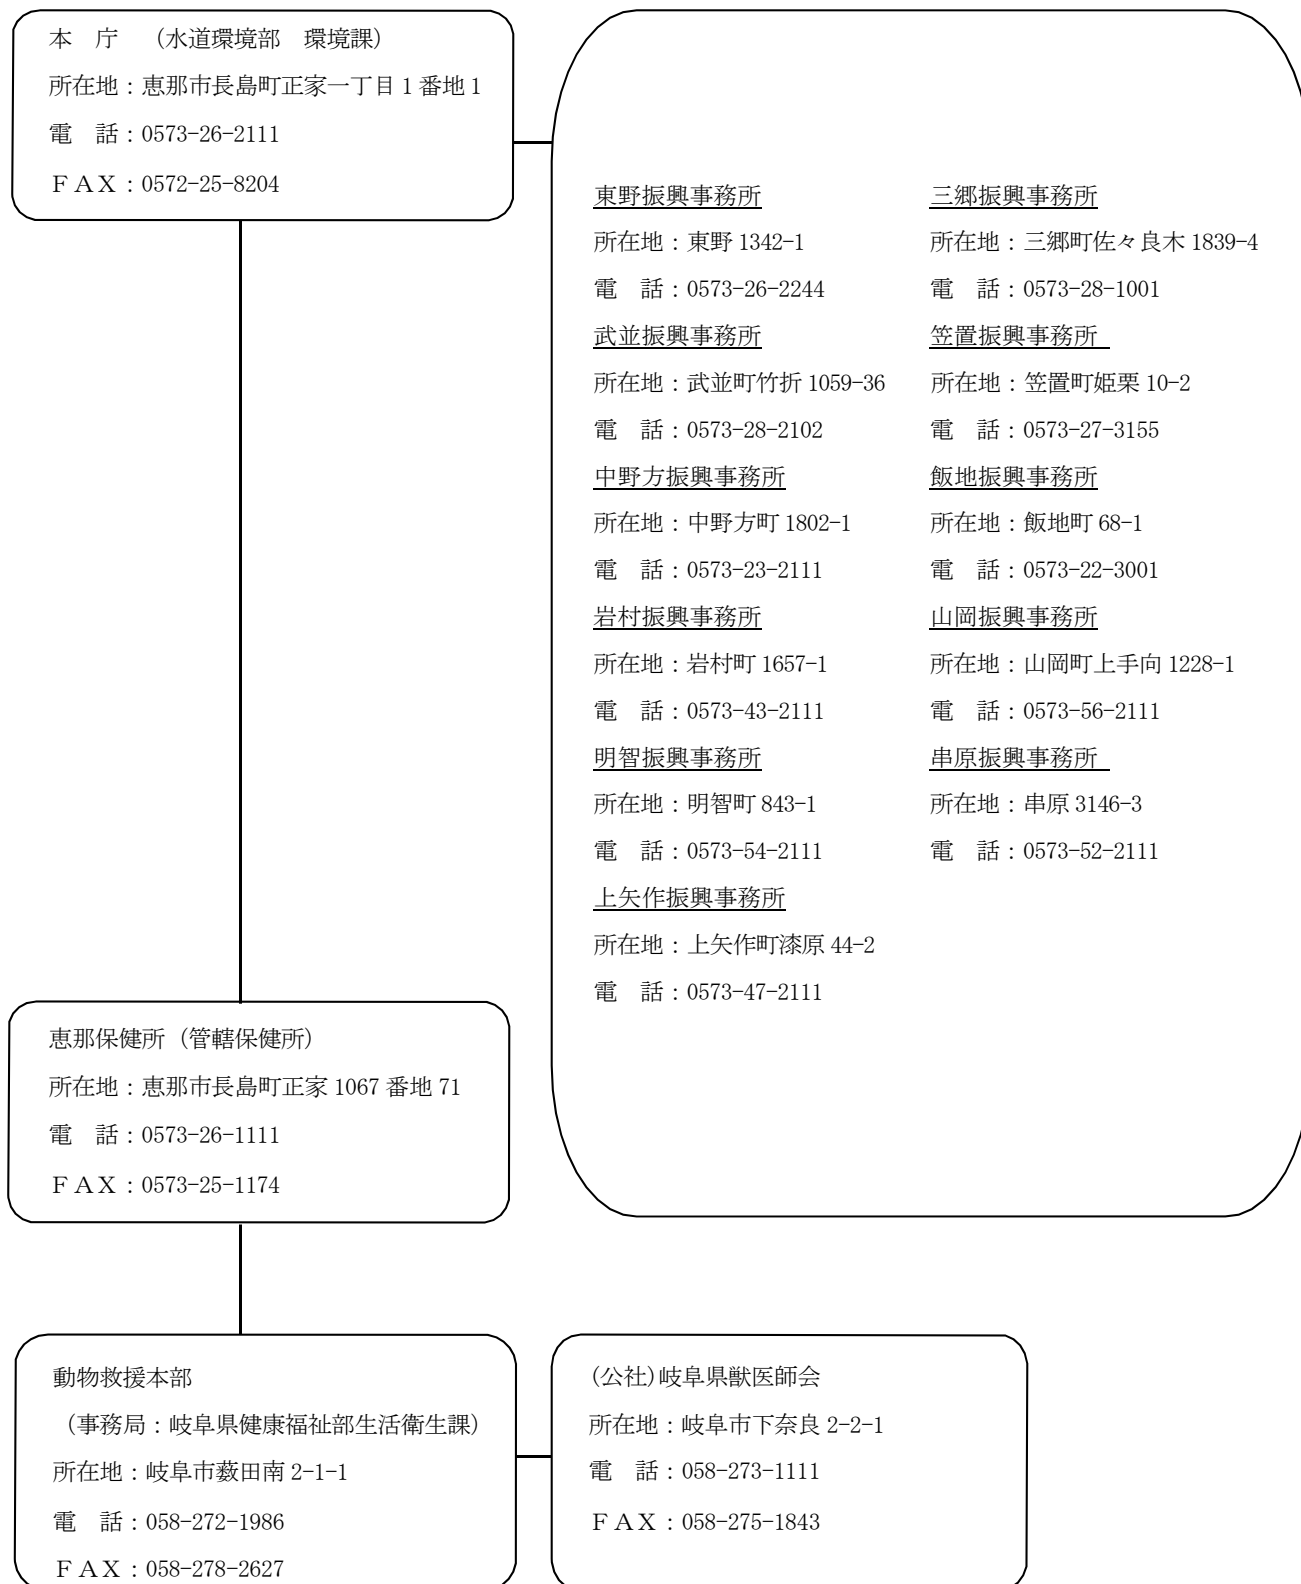 本　庁　（水道環境部　環境課）
所在地：恵那市長島町正家一丁目1番地1
電　話：0573-26-2111
ＦＡＸ：0572-25-8204
東野振興事務所
所在地：東野 1342-1
電　話：0573-26-2244
武並振興事務所
所在地：武並町竹折 1059-36
電　話：0573-28-2102
中野方振興事務所
所在地：中野方町 1802-1
電　話：0573-23-2111
岩村振興事務所
所在地：岩村町 1657-1
電　話：0573-43-2111
明智振興事務所
所在地：明智町 843-1
電　話：0573-54-2111
上矢作振興事務所
所在地：上矢作町漆原 44-2
電　話：0573-47-2111
三郷振興事務所
所在地：三郷町佐々良木 1839-4
電　話：0573-28-1001
笠置振興事務所
所在地：笠置町姫栗 10-2
電　話：0573-27-3155
飯地振興事務所
所在地：飯地町 68-1
電　話：0573-22-3001
山岡振興事務所
所在地：山岡町上手向 1228-1
電　話：0573-56-2111
串原振興事務所
所在地：串原 3146-3
電　話：0573-52-2111
恵那保健所（管轄保健所）
所在地：恵那市長島町正家 1067 番地 71
電　話：0573-26-1111
ＦＡＸ：0573-25-1174
動物救援本部
（事務局：岐阜県健康福祉部生活衛生課）
所在地：岐阜市薮田南 2-1-1
電　話：058-272-1986
ＦＡＸ：058-278-2627
(公社)岐阜県獣医師会
所在地：岐阜市下奈良 2-2-1
電　話：058-273-1111
ＦＡＸ：058-275-1843